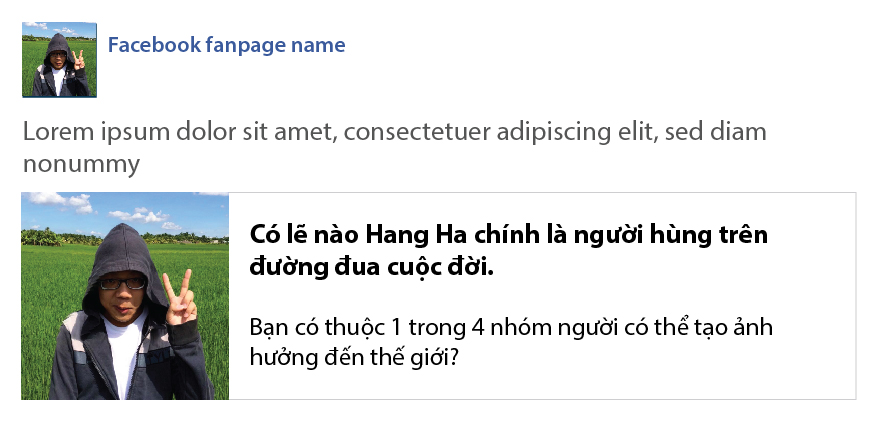 Facebook fanpage name
Lorem ipsum dolor sit amet, consectetuer adipiscing elit, sed diam
nonummy
Có lẽ nào Hang Ha chính là người hùng trên
đường đua cuộc đời.
Bạn có thuộc 1 trong 4 nhóm người có thể tạo ảnh
hưởng đến thế giới?